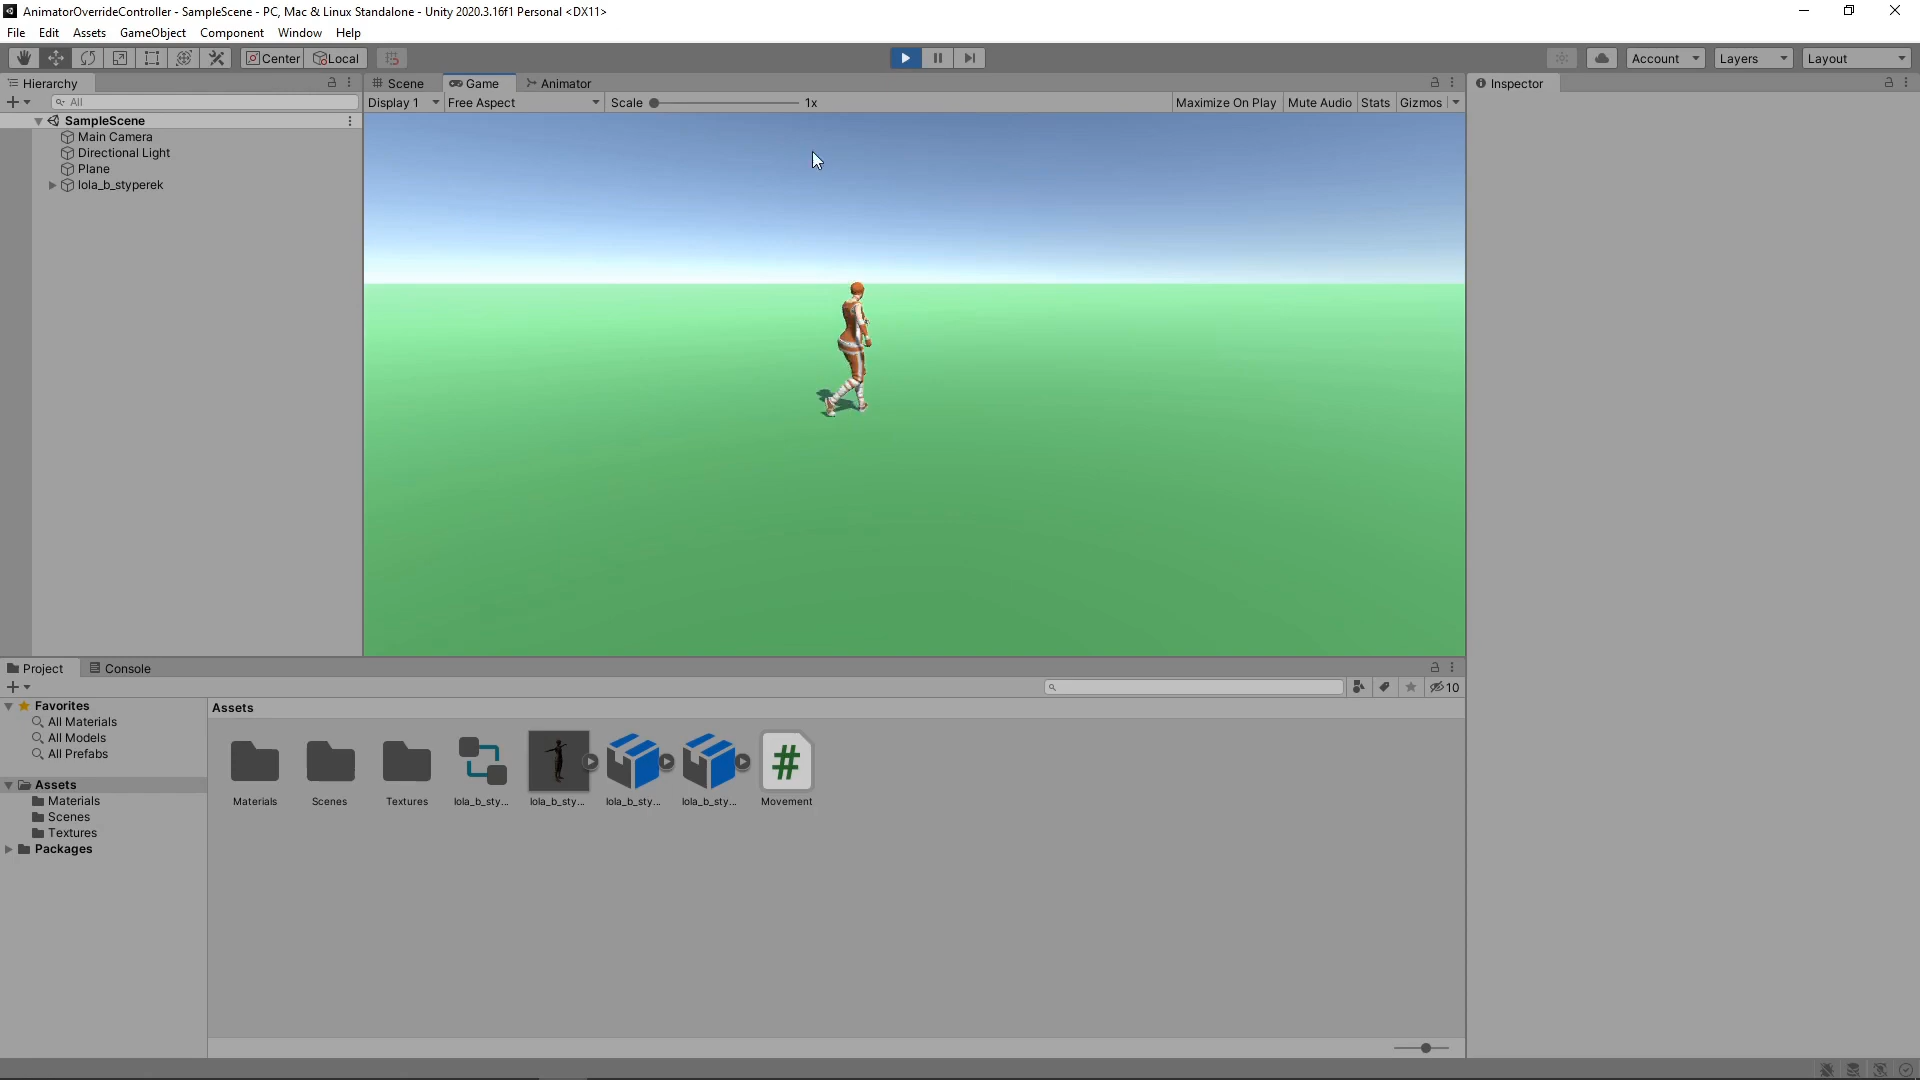 AnimatorOverrideController - SampleScene - PC, Mac & Linux Standalone - Unity 2020.3.16f1 Personal <DX11>
File Edit Assets GameObject Component Window Help
Center Local Account Layers Layout
Hierarchy
All
SampleScene
Main Camera
Directional Light
Plane
lola_b_styperek
Scene Game Animator
Display 1 Free Aspect Scale 1x Maximize On Play Mute Audio Stats Gizmos
Inspector
Project Console
10
Favorites
All Materials
All Models
All Prefabs
Assets
Materials
Scenes
Textures
Packages
Assets
Materials Scenes Textures lola_b_sty... lola_b_sty... lola_b_sty... lola_b_sty... Movement
#